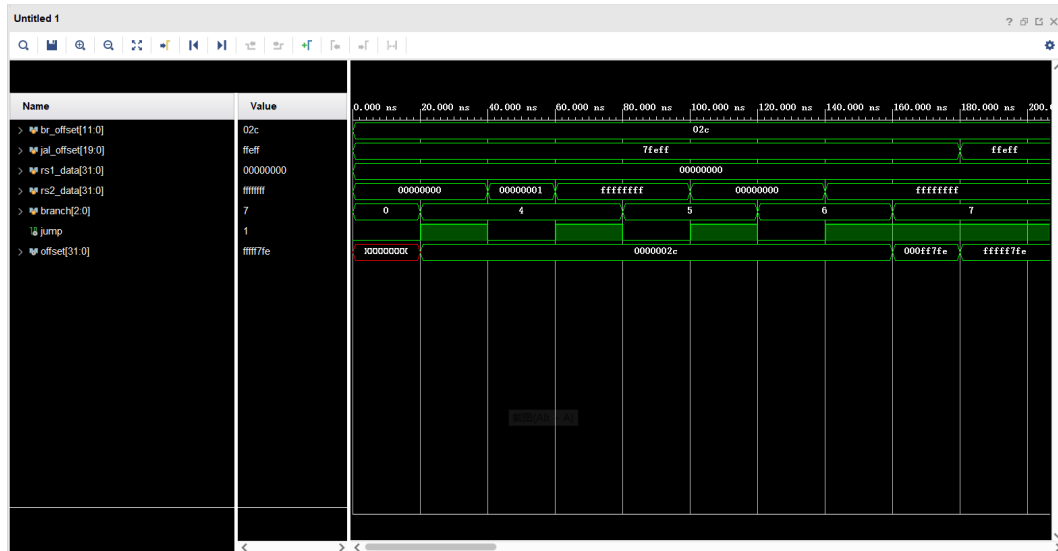 Untitled 1
Name Value
0.000 ns 20.000 ns 40.000 ns 60.000 ns 80.000 ns 100.000 ns 120.000 ns 140.000 ns 160.000 ns 180.000 ns 200.
br_offset[11:0] 02c 02c
jal_offset[19:0] ffeff 7feff ffeff
rs1_data[31:0] 00000000 00000000
rs2_data[31:0] ffffffff 00000000 00000001 ffffffff 00000000 ffffffff
branch[2:0] 7 0 4 5 6 7
jump 1
offset[31:0] fffff7fe XXXXXXXX 0000002c 000ff7fe fffff7fe